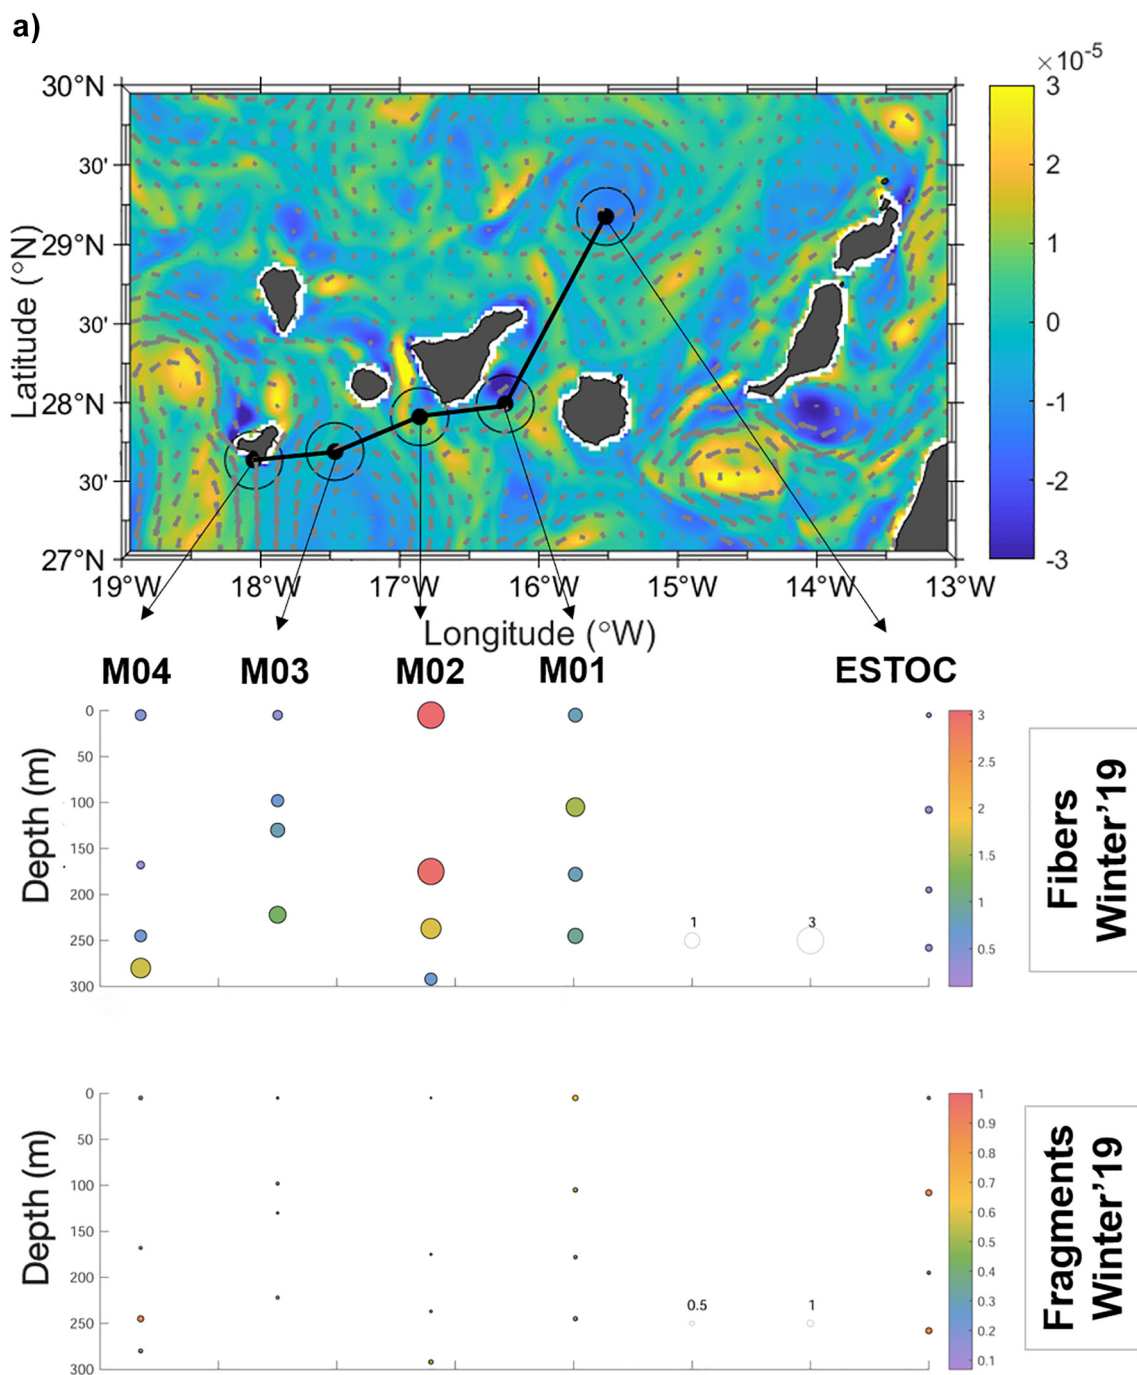 a)
×10⁻⁵
30°N
30'
29°N
30'
28°N
30'
27°N
Latitude (°N)
19°W
18°W
17°W
16°W
15°W
14°W
13°W
Longitude (°W)
3
2
1
0
-1
-2
-3
M04
M03
M02
M01
ESTOC
Depth (m)
0
50
100
150
200
250
300
1
3
3
2.5
2
1.5
1
0.5
Fibers
Winter'19
Depth (m)
0
50
100
150
200
250
300
0.5
1
1
0.9
0.8
0.7
0.6
0.5
0.4
0.3
0.2
0.1
Fragments
Winter'19